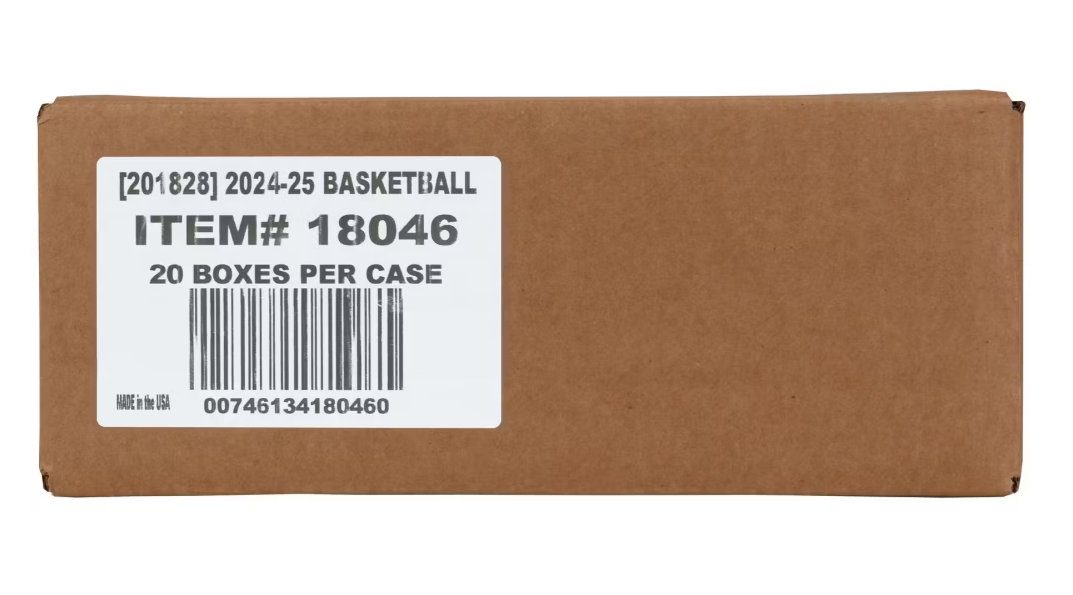 [201828] 2024-25 BASKETBALL
ITEM# 18046
20 BOXES PER CASE
MADE in the USA
00746134180460